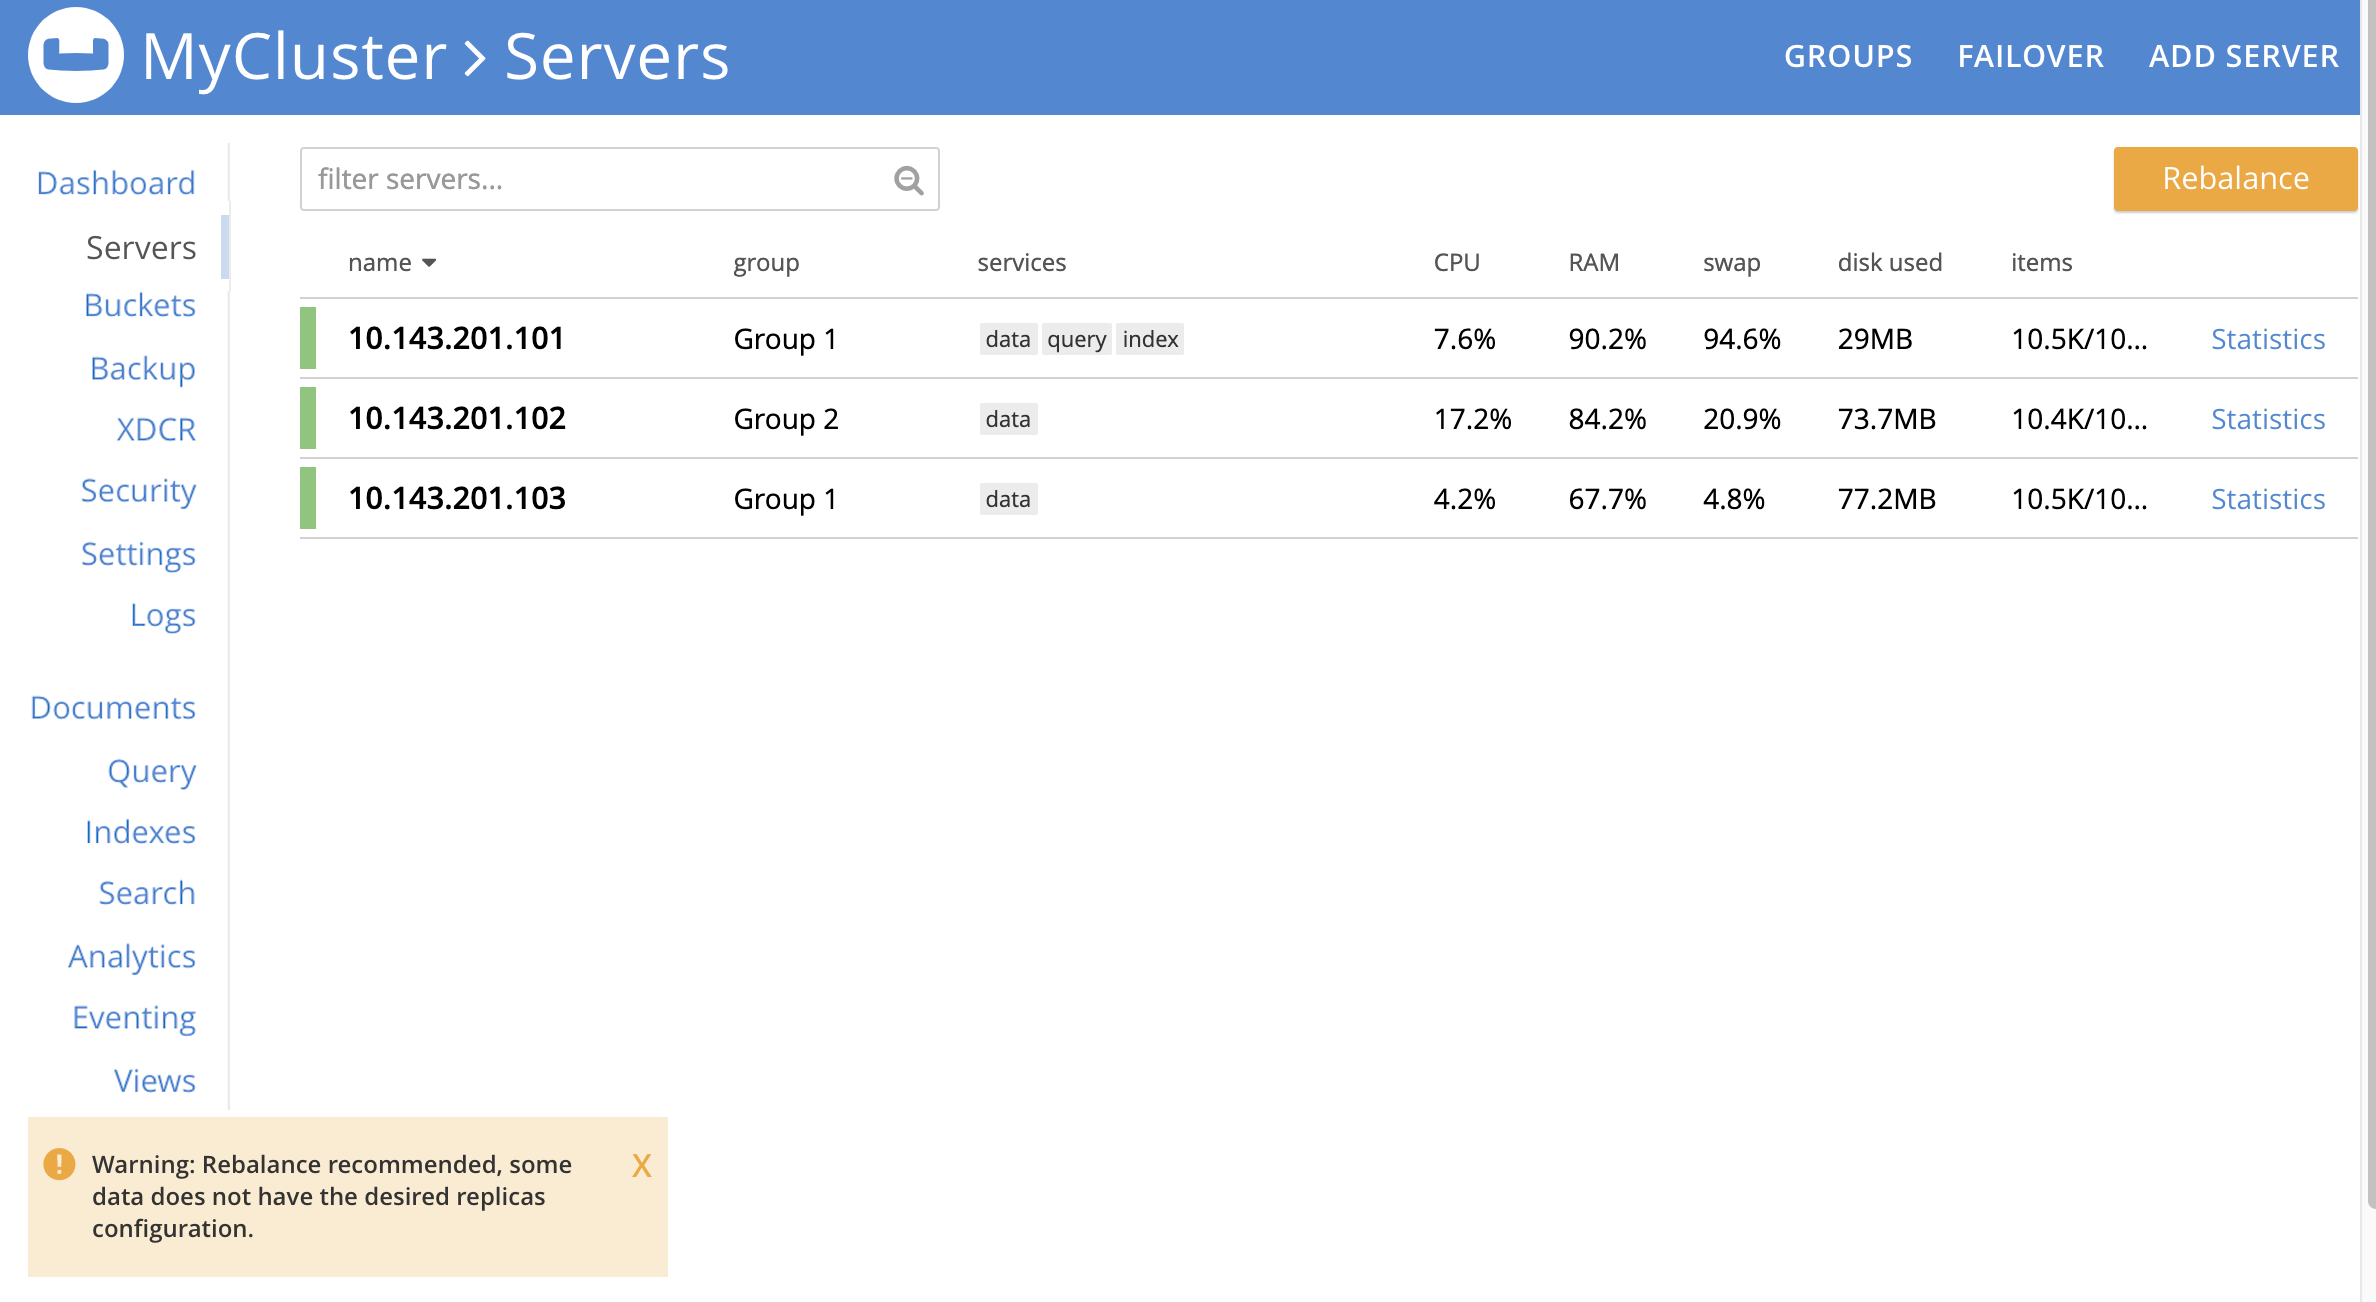 MyCluster > Servers
GROUPS FAILOVER ADD SERVER
Dashboard
Servers
Buckets
Backup
XDCR
Security
Settings
Logs
Documents
Query
Indexes
Search
Analytics
Eventing
Views
filter servers...
Rebalance
name group services CPU RAM swap disk used items
10.143.201.101 Group 1 data query index 7.6% 90.2% 94.6% 29MB 10.5K/10... Statistics
10.143.201.102 Group 2 data 17.2% 84.2% 20.9% 73.7MB 10.4K/10... Statistics
10.143.201.103 Group 1 data 4.2% 67.7% 4.8% 77.2MB 10.5K/10... Statistics
Warning: Rebalance recommended, some X
data does not have the desired replicas
configuration.